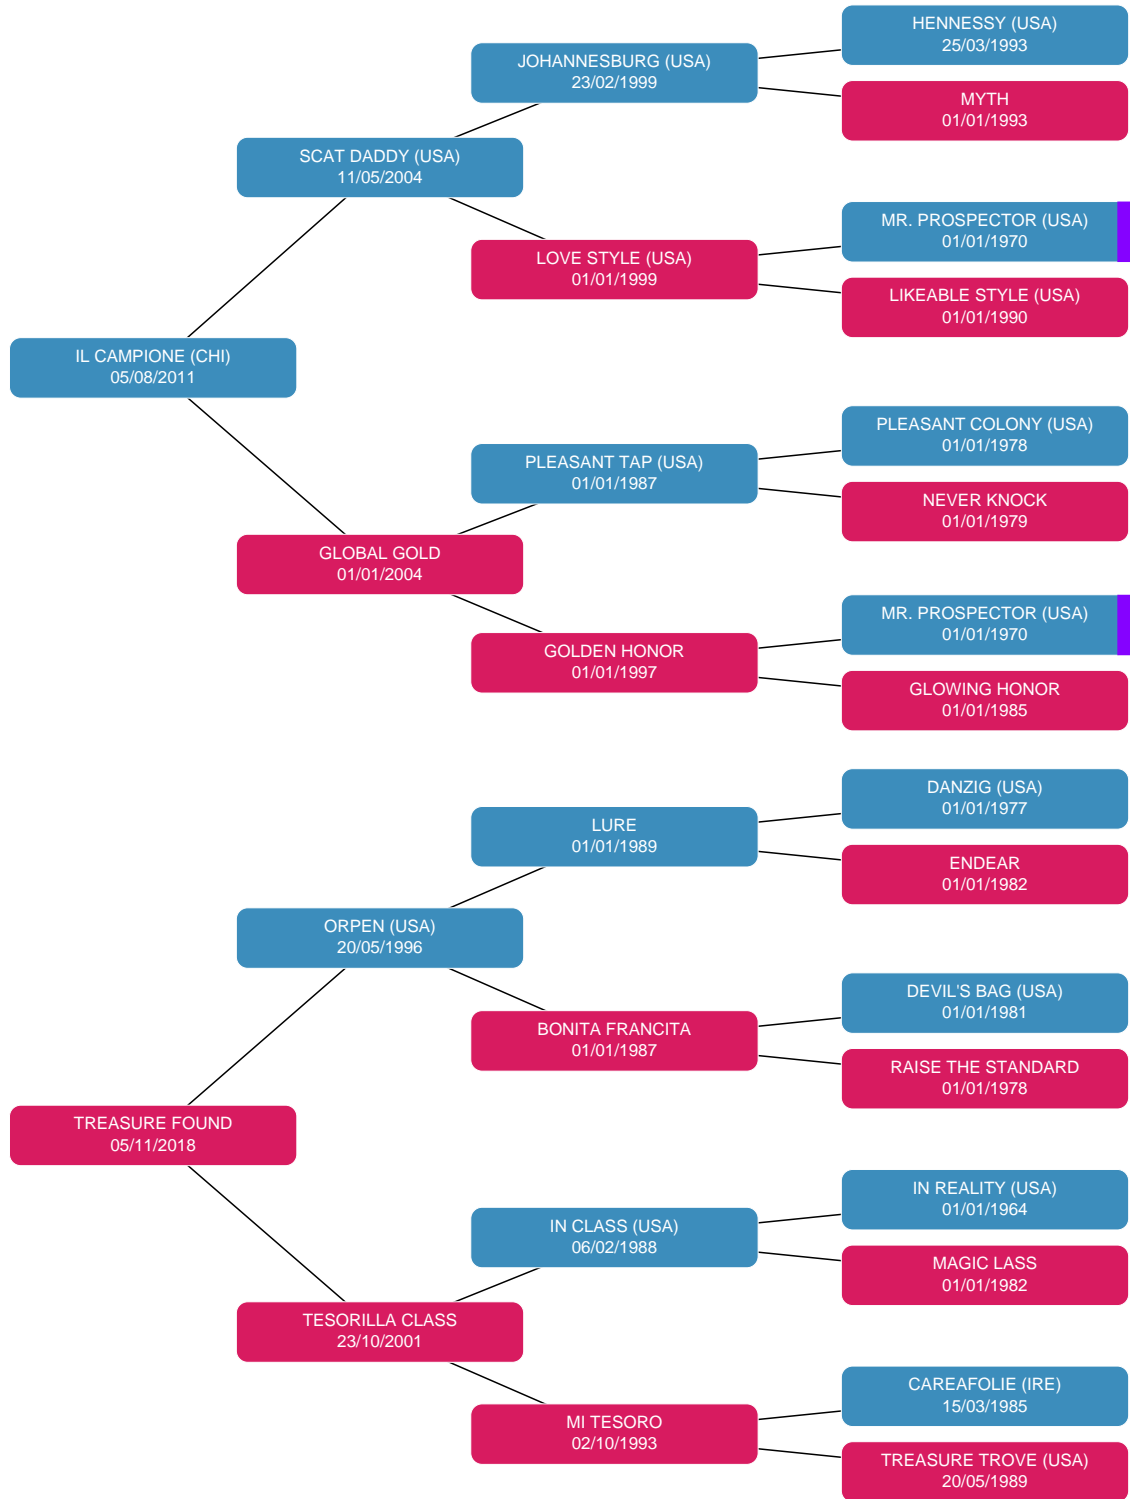 HENNESSY (USA)
25/03/1993
JOHANNESBURG (USA)
23/02/1999
MYTH
01/01/1993
SCAT DADDY (USA)
11/05/2004
MR. PROSPECTOR (USA)
01/01/1970
LOVE STYLE (USA)
01/01/1999
LIKEABLE STYLE (USA)
01/01/1990
IL CAMPIONE (CHI)
05/08/2011
PLEASANT COLONY (USA)
01/01/1978
PLEASANT TAP (USA)
01/01/1987
NEVER KNOCK
01/01/1979
GLOBAL GOLD
01/01/2004
MR. PROSPECTOR (USA)
01/01/1970
GOLDEN HONOR
01/01/1997
GLOWING HONOR
01/01/1985
DANZIG (USA)
01/01/1977
LURE
01/01/1989
ENDEAR
01/01/1982
ORPEN (USA)
20/05/1996
DEVIL'S BAG (USA)
01/01/1981
BONITA FRANCITA
01/01/1987
RAISE THE STANDARD
01/01/1978
TREASURE FOUND
05/11/2018
IN REALITY (USA)
01/01/1964
IN CLASS (USA)
06/02/1988
MAGIC LASS
01/01/1982
TESORILLA CLASS
23/10/2001
CAREAFOLIE (IRE)
15/03/1985
MI TESORO
02/10/1993
TREASURE TROVE (USA)
20/05/1989